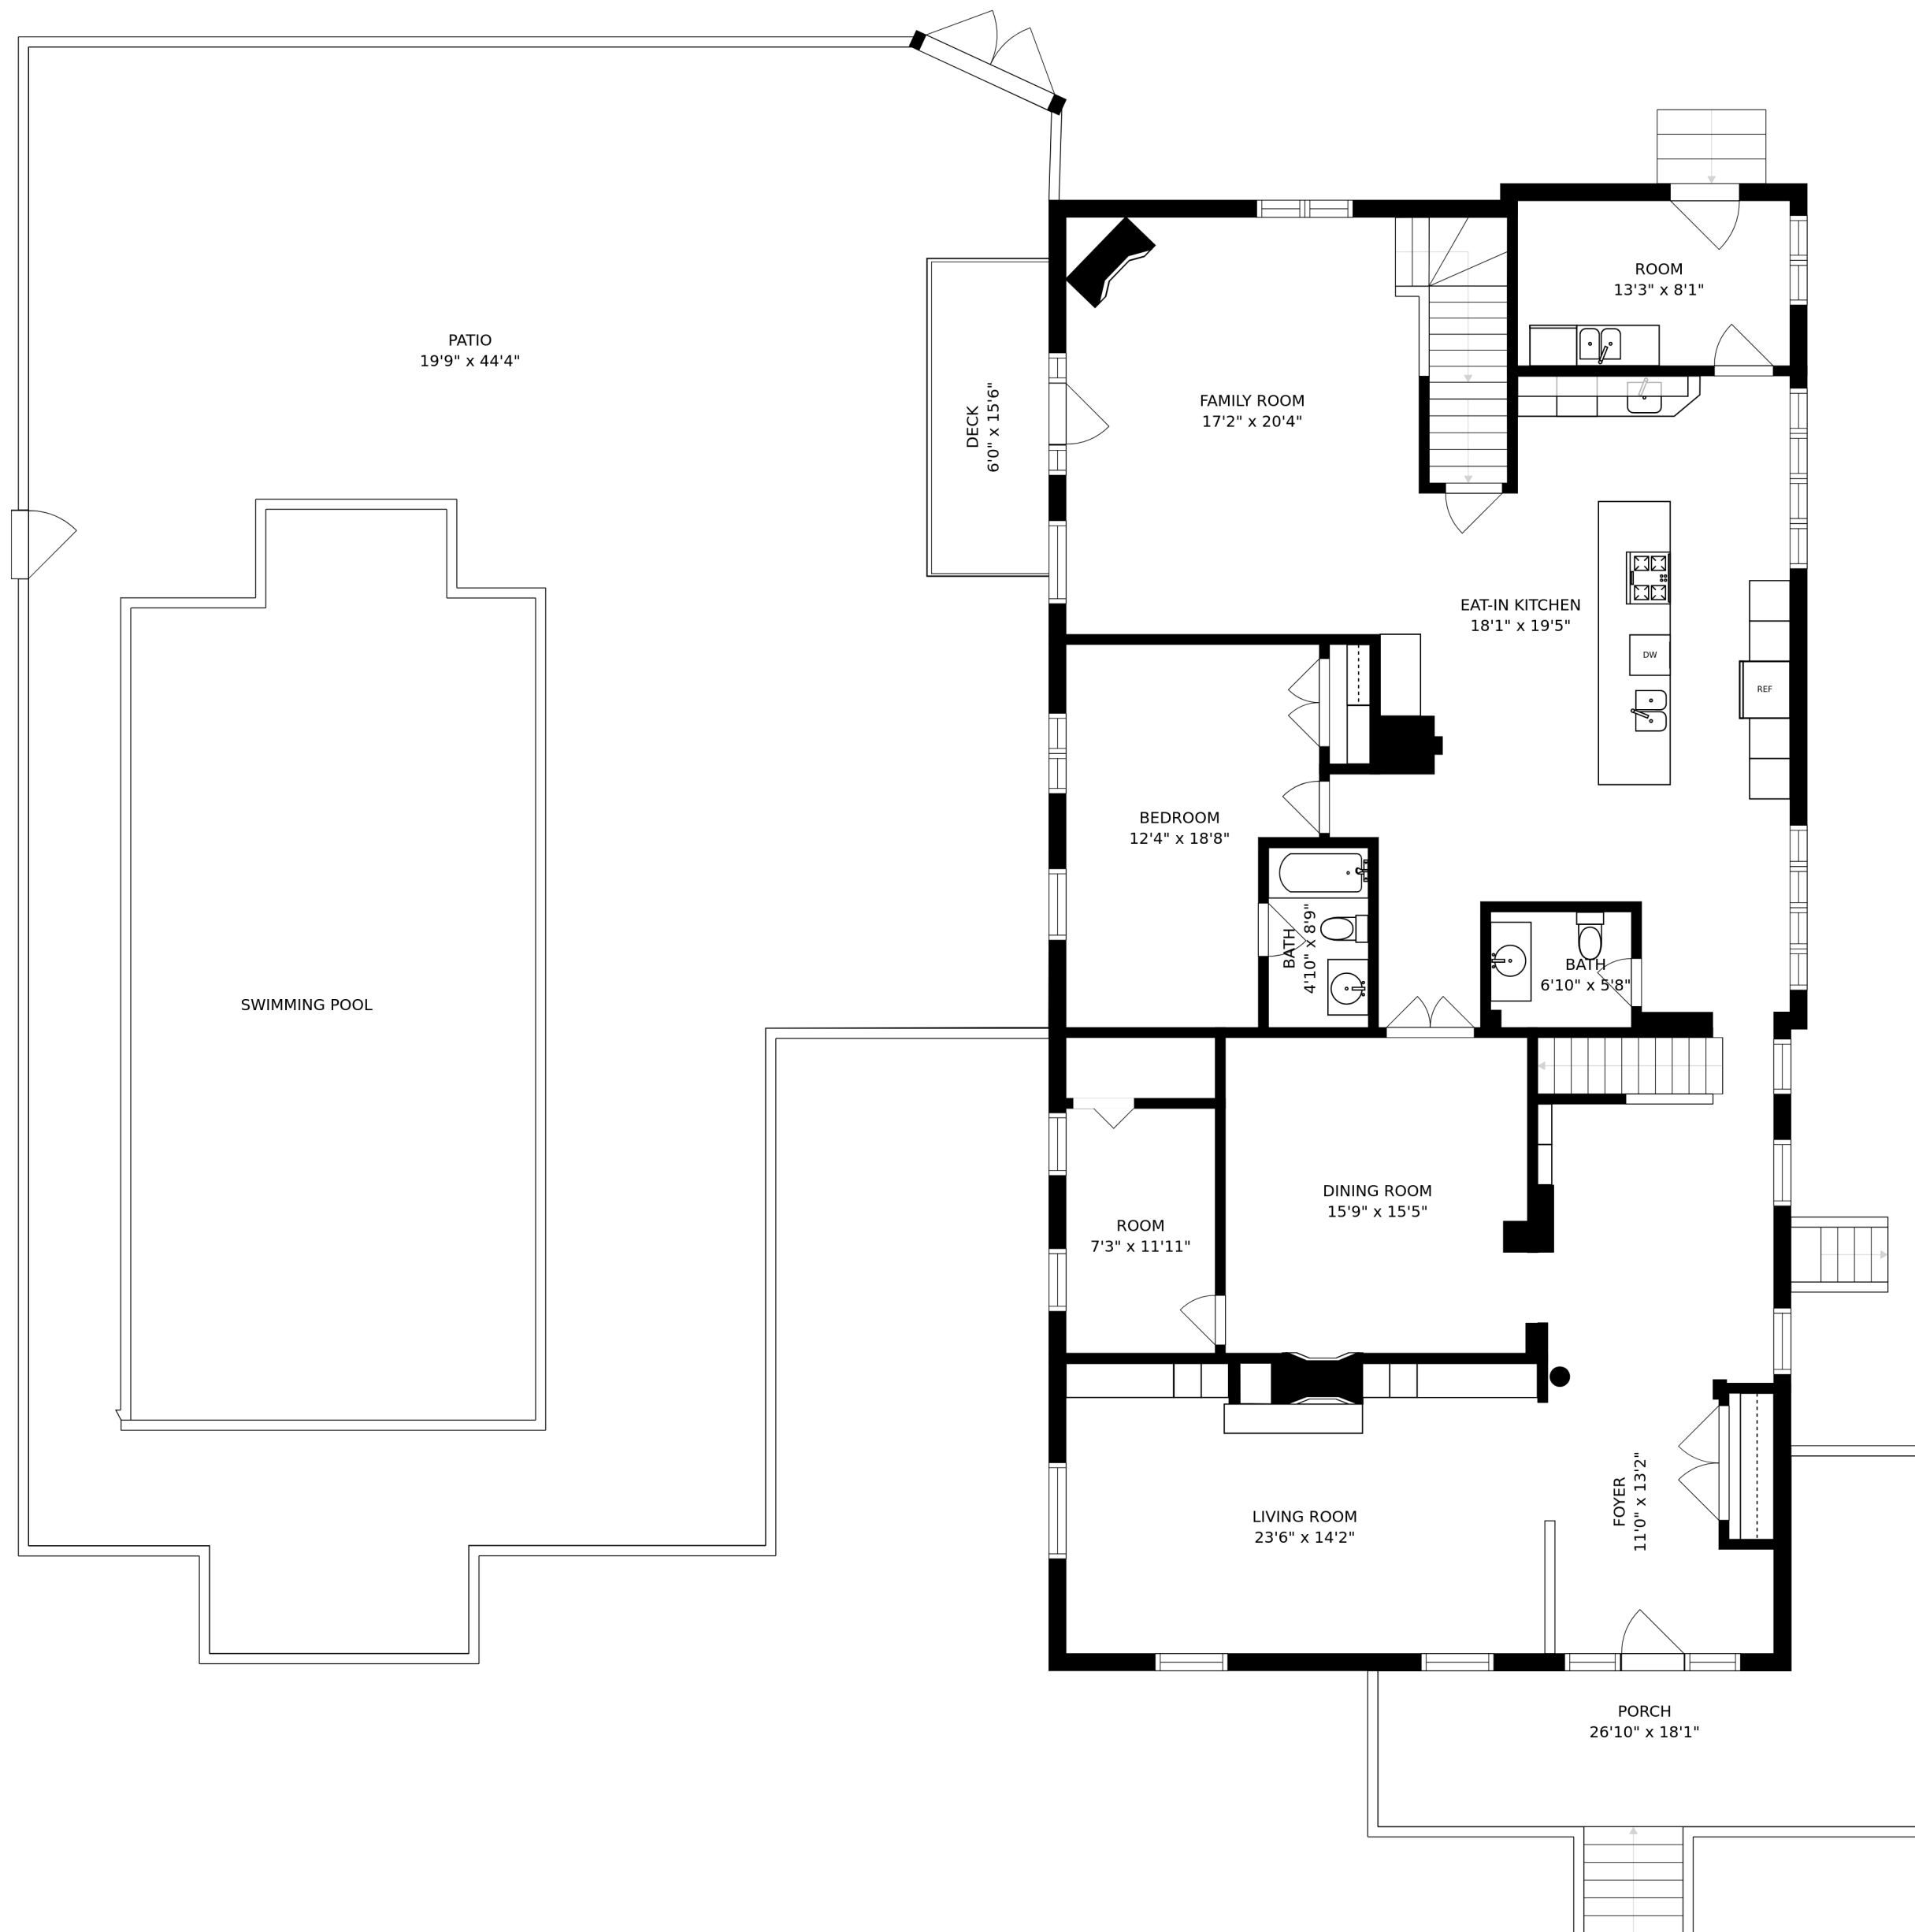 ROOM
13'3" x 8'1"
PATIO
19'9" x 44'4"
DECK
6'0" x 15'6"
FAMILY ROOM
17'2" x 20'4"
EAT-IN KITCHEN
18'1" x 19'5"
DW
REF
BEDROOM
12'4" x 18'8"
BATH
4'10" x 8'9"
BATH
6'10" x 5'8"
SWIMMING POOL
DINING ROOM
15'9" x 15'5"
ROOM
7'3" x 11'11"
LIVING ROOM
23'6" x 14'2"
FOYER
11'0" x 13'2"
PORCH
26'10" x 18'1"